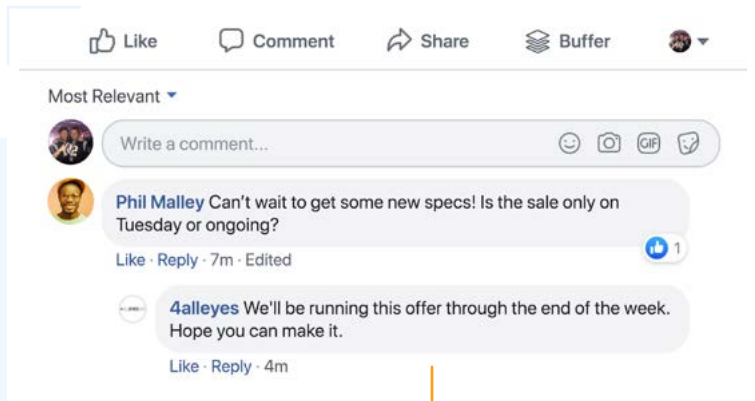 Like Comment Share Buffer
Most Relevant
Write a comment...
GIF
Phil Malley Can't wait to get some new specs! Is the sale only on
Tuesday or ongoing?
1
Like · Reply · 7m · Edited
4alleyes We'll be running this offer through the end of the week.
Hope you can make it.
Like · Reply · 4m